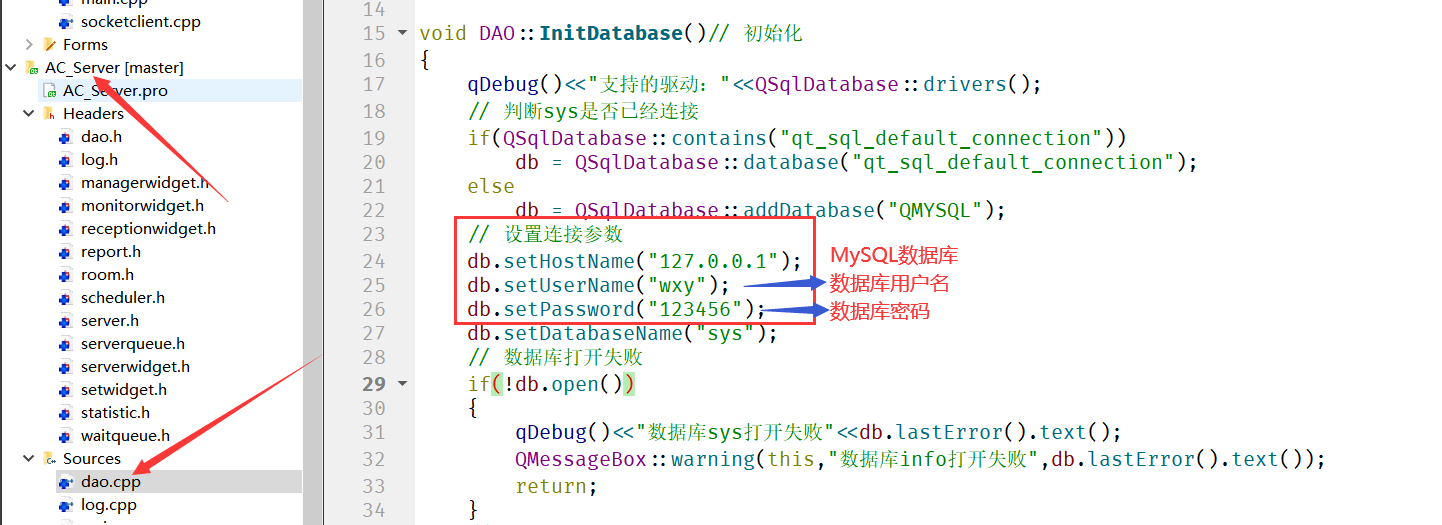 main.cpp
socketclient.cpp
Forms
AC_Server [master]
AC_Server.pro
Headers
dao.h
log.h
managerwidget.h
monitorwidget.h
receptionwidget.h
report.h
room.h
scheduler.h
server.h
serverqueue.h
serverwidget.h
setwidget.h
statistic.h
waitqueue.h
Sources
dao.cpp
log.cpp
14
15 void DAO::InitDatabase()// 初始化
16 {
17 qDebug()<<"支持的驱动："<<QSqlDatabase::drivers();
18 // 判断sys是否已经连接
19 if(QSqlDatabase::contains("qt_sql_default_connection"))
20 db = QSqlDatabase::database("qt_sql_default_connection");
21 else
22 db = QSqlDatabase::addDatabase("QMYSQL");
23 // 设置连接参数
24 db.setHostName("127.0.0.1"); MySQL数据库
25 db.setUserName("wxy"); 数据库用户名
26 db.setPassword("123456"); 数据库密码
27 db.setDatabaseName("sys");
28 // 数据库打开失败
29 if(!db.open())
30 {
31 qDebug()<<"数据库sys打开失败"<<db.lastError().text();
32 QMessageBox::warning(this,"数据库info打开失败",db.lastError().text());
33 return;
34 }